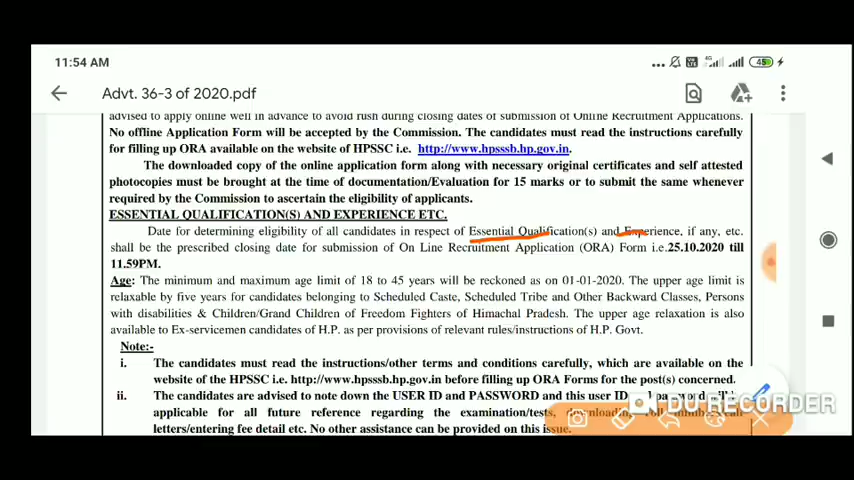 11:54 AM
45
Advt. 36-3 of 2020.pdf
advised to apply online well in advance to avoid rush during closing dates of submission of Online Recruitment Applications.
No offline Application Form will be accepted by the Commission. The candidates must read the instructions carefully
for filling up ORA available on the website of HPSSC i.e. http://www.hpsssb.hp.gov.in.
The downloaded copy of the online application form along with necessary original certificates and self attested
photocopies must be brought at the time of documentation/Evaluation for 15 marks or to submit the same whenever
required by the Commission to ascertain the eligibility of applicants.
ESSENTIAL QUALIFICATION(S) AND EXPERIENCE ETC.
Date for determining eligibility of all candidates in respect of Essential Qualification(s) and Experience, if any, etc.
shall be the prescribed closing date for submission of On Line Recruitment Application (ORA) Form i.e.25.10.2020 till
11.59PM.
Age: The minimum and maximum age limit of 18 to 45 years will be reckoned as on 01-01-2020. The upper age limit is
relaxable by five years for candidates belonging to Scheduled Caste, Scheduled Tribe and Other Backward Classes, Persons
with disabilities & Children/Grand Children of Freedom Fighters of Himachal Pradesh. The upper age relaxation is also
available to Ex-servicemen candidates of H.P. as per provisions of relevant rules/instructions of H.P. Govt.
Note:-
i. The candidates must read the instructions/other terms and conditions carefully, which are available on the
website of the HPSSC i.e. http://www.hpsssb.hp.gov.in before filling up ORA Forms for the post(s) concerned.
ii. The candidates are advised to note down the USER ID and PASSWORD and this user ID
applicable for all future reference regarding the examination/tests, downloading
DU RECORDER
letters/entering fee detail etc. No other assistance can be provided on this issue.